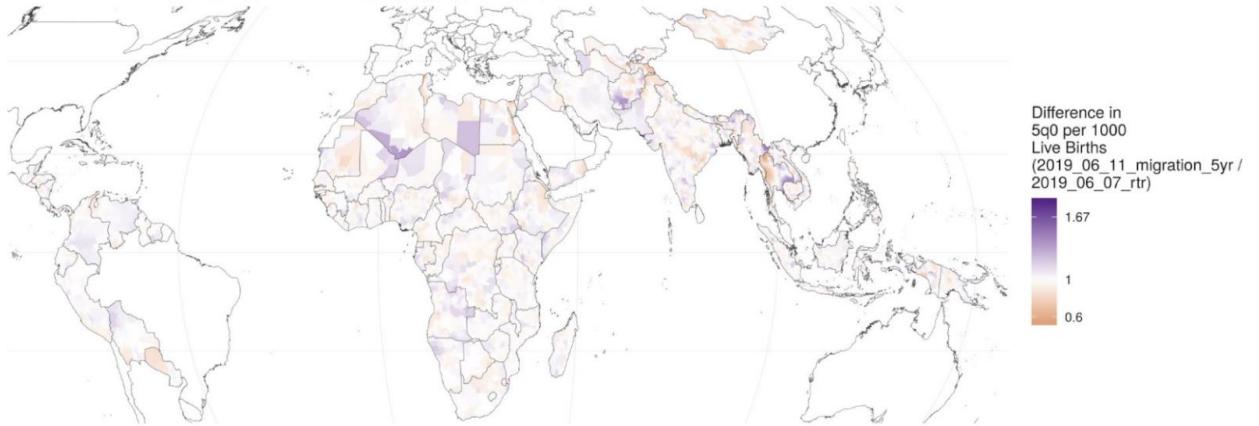 Difference in
5q0 per 1000
Live Births
(2019_06_11_migration_5yr /
2019_06_07_rtr)
1.67
1
0.6